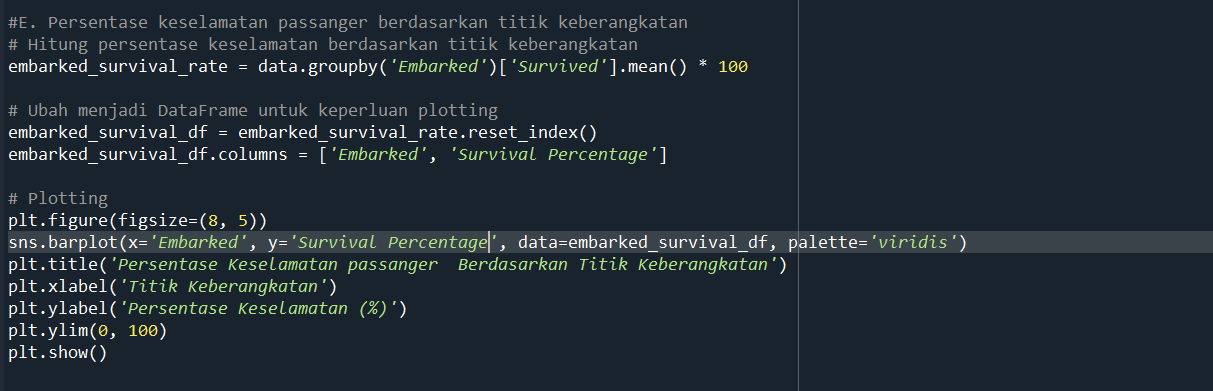 #E. Persentase keselamatan passanger berdasarkan titik keberangkatan
# Hitung persentase keselamatan berdasarkan titik keberangkatan
embarked_survival_rate = data.groupby('Embarked')['Survived'].mean() * 100
# Ubah menjadi DataFrame untuk keperluan plotting
embarked_survival_df = embarked_survival_rate.reset_index()
embarked_survival_df.columns = ['Embarked', 'Survival Percentage']
# Plotting
plt.figure(figsize=(8, 5))
sns.barplot(x='Embarked', y='Survival Percentage', data=embarked_survival_df, palette='viridis')
plt.title('Persentase Keselamatan passanger  Berdasarkan Titik Keberangkatan')
plt.xlabel('Titik Keberangkatan')
plt.ylabel('Persentase Keselamatan (%)')
plt.ylim(0, 100)
plt.show()